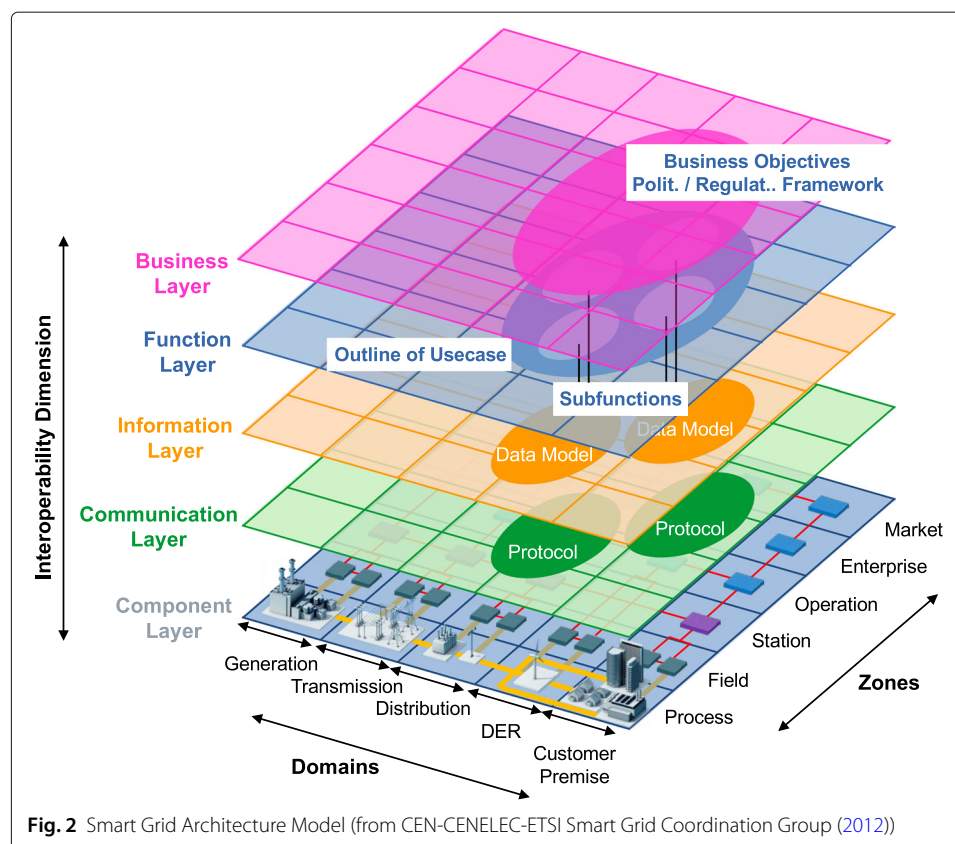 Business Objectives
Polit. / Regulat.. Framework
Interoperability Dimension
Business
Layer
Function
Layer
Outline of Usecase
Subfunctions
Information
Layer
Data Model
Data Model
Communication
Layer
Protocol
Protocol
Component
Layer
Market
Enterprise
Operation
Station
Field
Process
Zones
Generation
Transmission
Distribution
DER
Customer
Premise
Domains
Fig. 2 Smart Grid Architecture Model (from CEN-CENELEC-ETSI Smart Grid Coordination Group (2012))